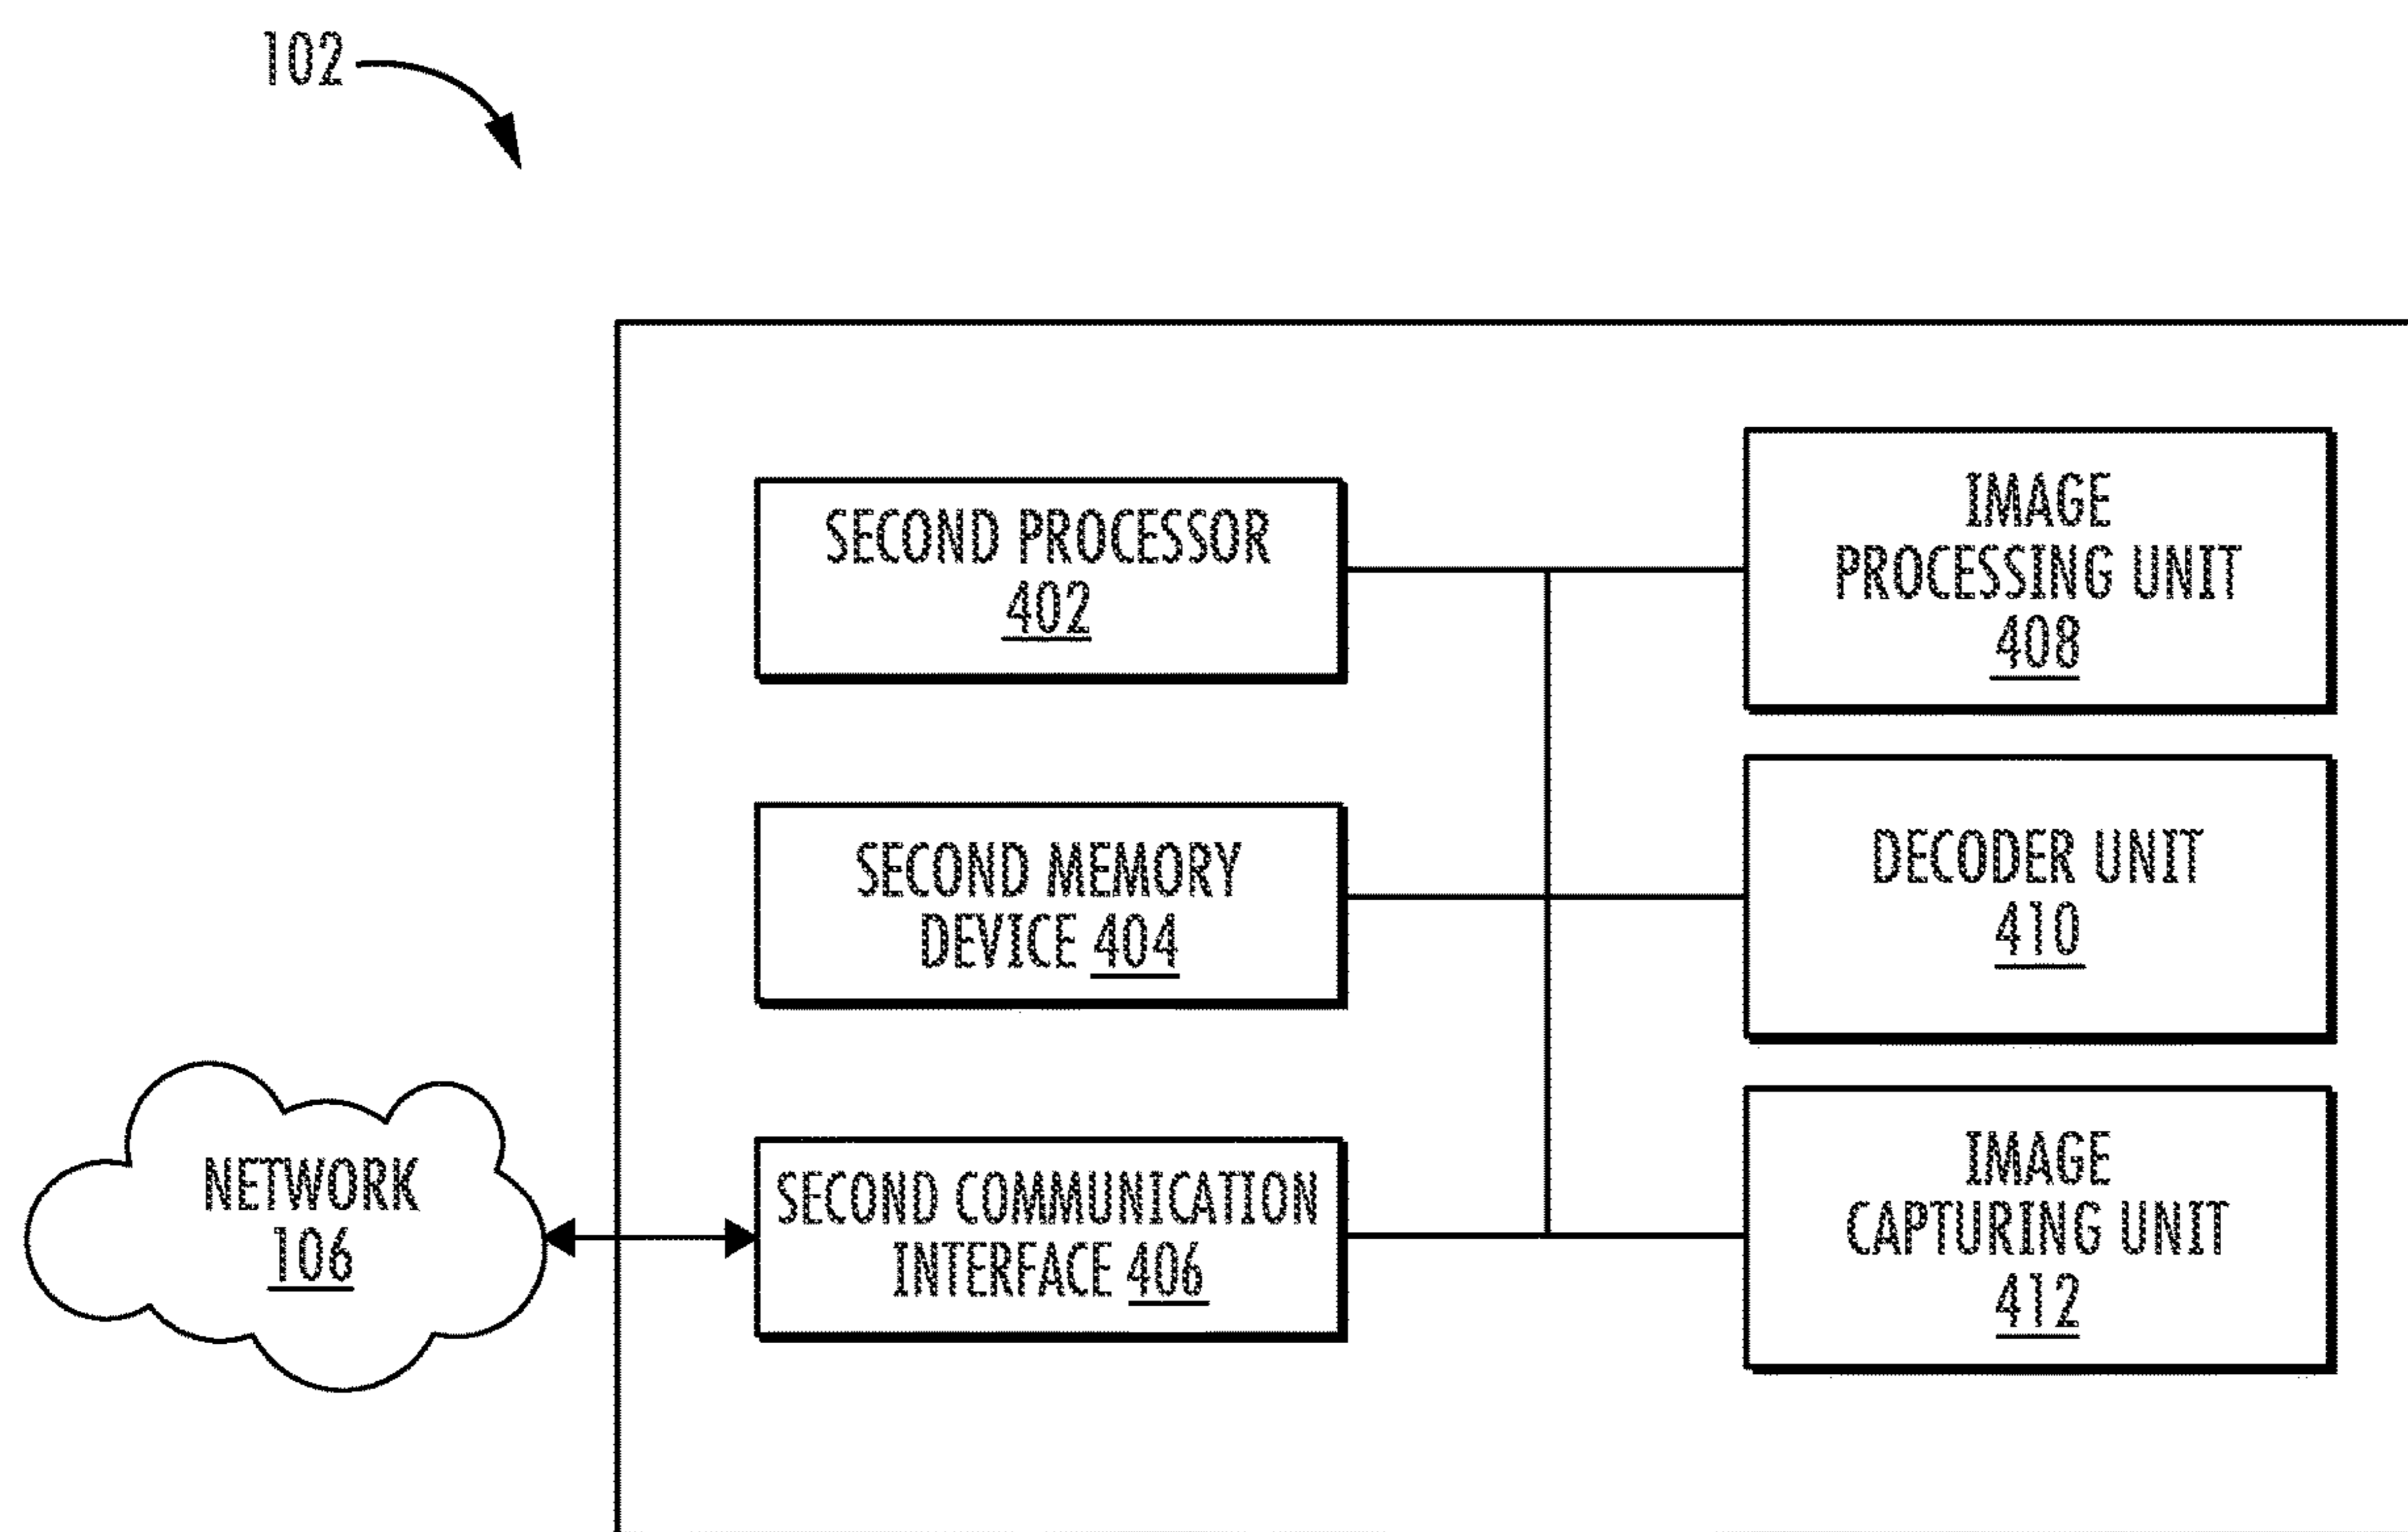 102
SECOND PROCESSOR
402
IMAGE
PROCESSING UNIT
408
SECOND MEMORY
DEVICE 404
DECODER UNIT
410
NETWORK
106
SECOND COMMUNICATION
INTERFACE 406
IMAGE
CAPTURING UNIT
412